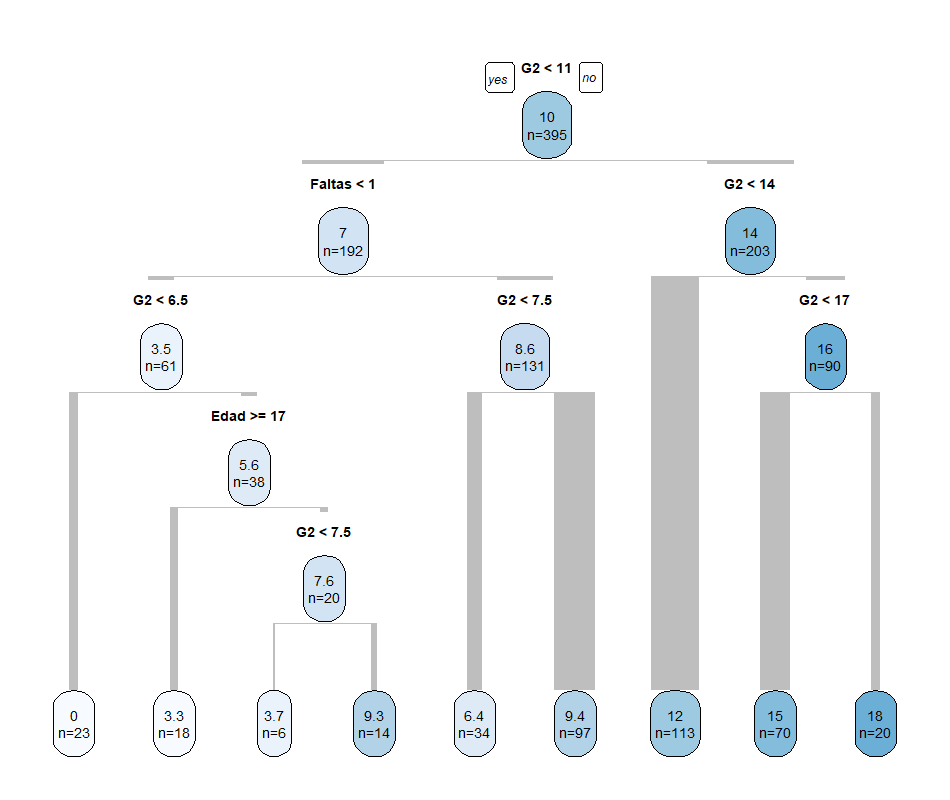 yes G2 < 11 no
10
n=395
Faltas < 1 G2 < 14
7 14
n=192 n=203
G2 < 6.5 G2 < 7.5 G2 < 17
3.5 8.6 16
n=61 n=131 n=90
Edad >= 17
5.6
n=38
G2 < 7.5
7.6
n=20
0 3.3 3.7 9.3 6.4 9.4 12 15 18
n=23 n=18 n=6 n=14 n=34 n=97 n=113 n=70 n=20